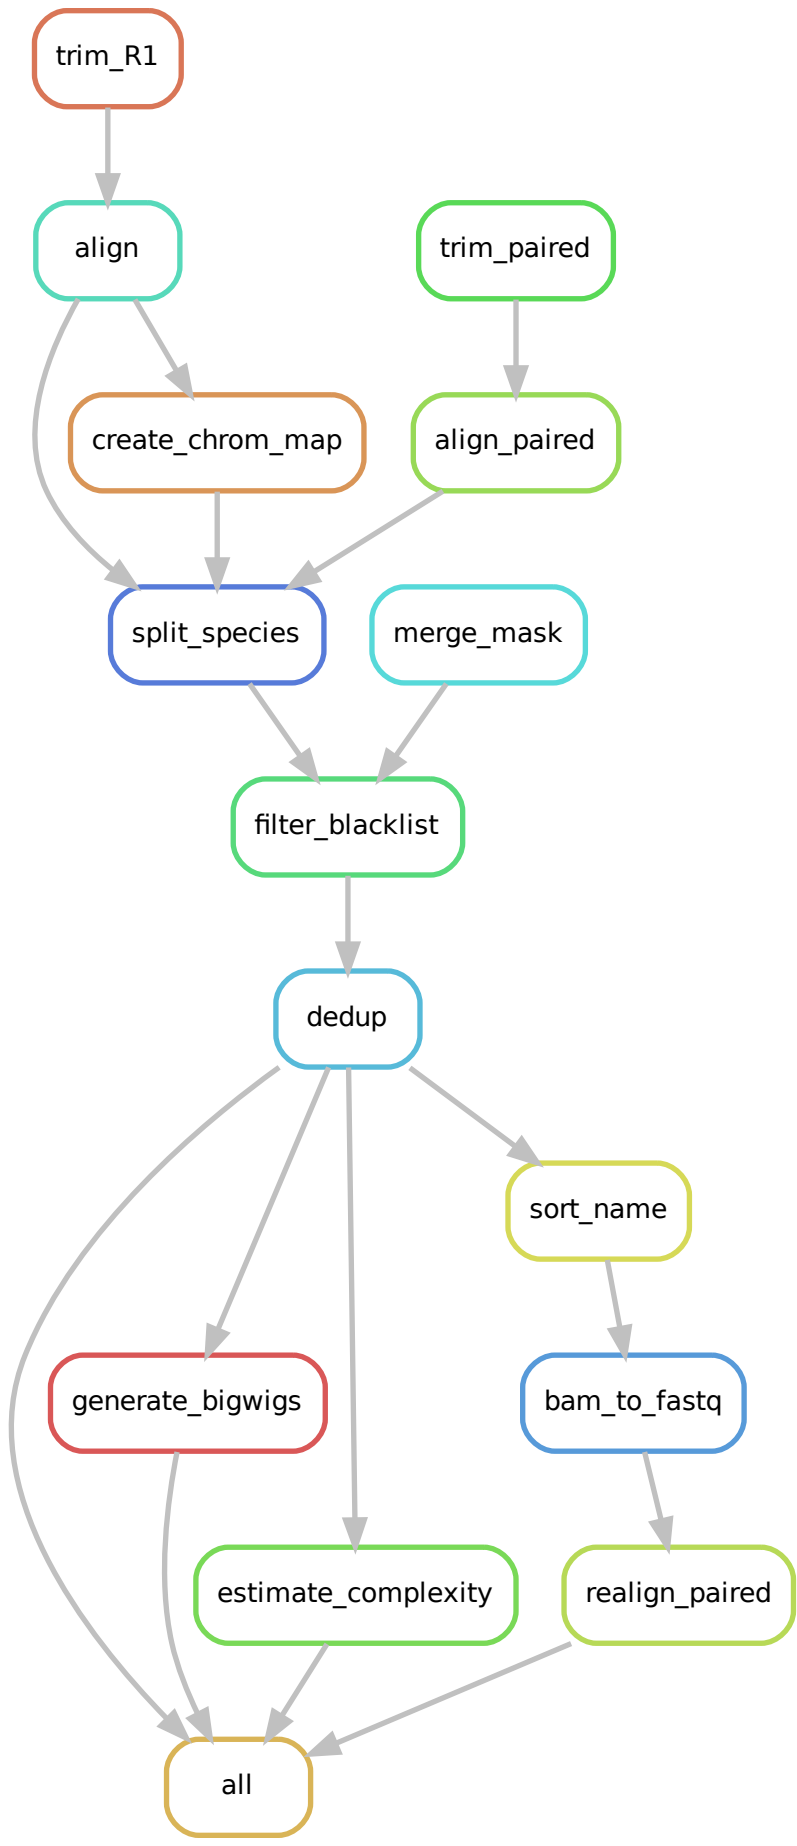 trim_R1
align
trim_paired
create_chrom_map
align_paired
split_species
merge_mask
filter_blacklist
dedup
sort_name
generate_bigwigs
bam_to_fastq
estimate_complexity
realign_paired
all